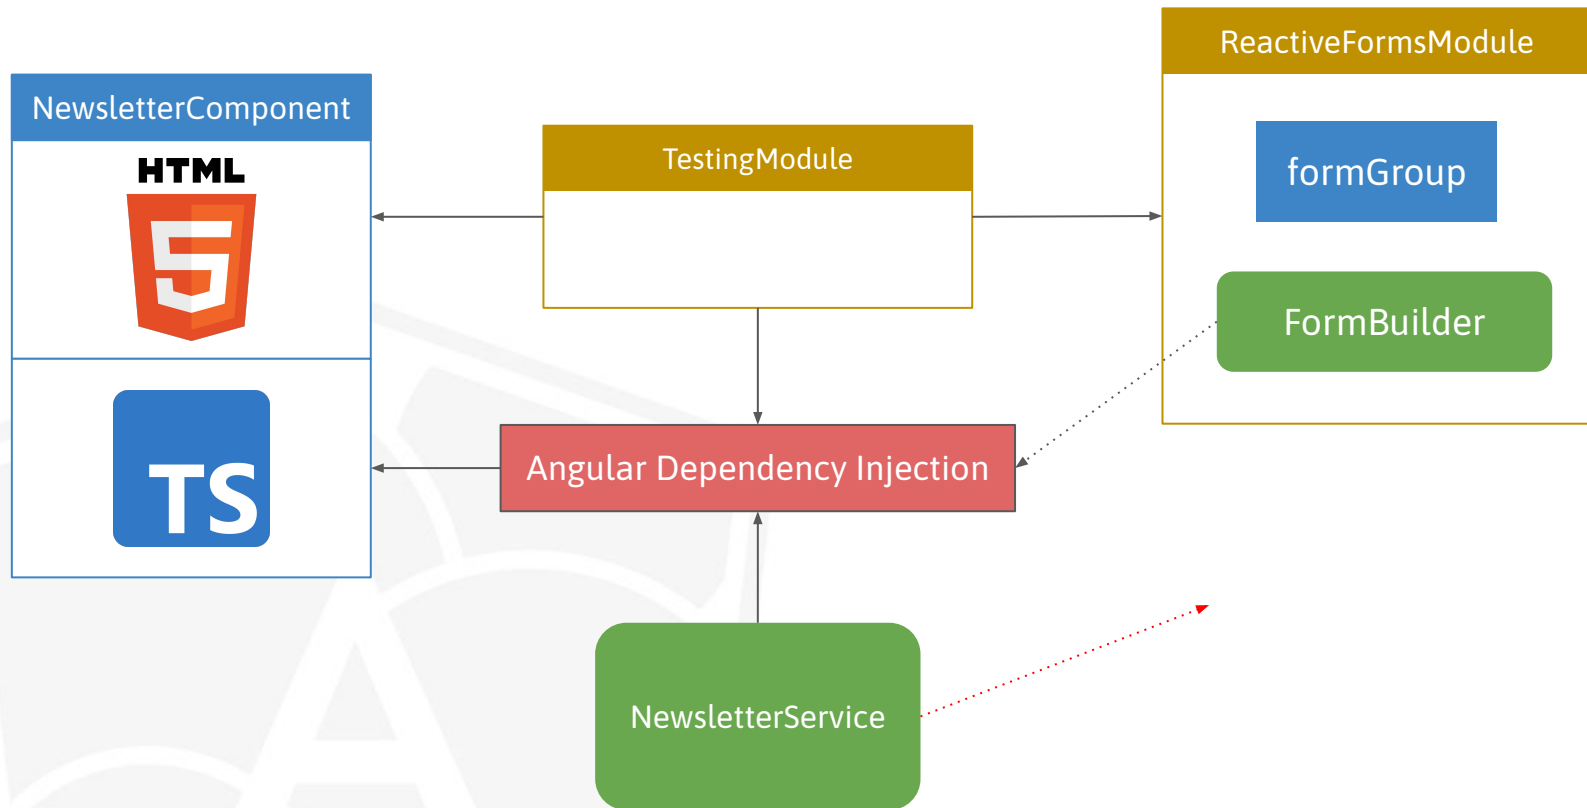 ReactiveFormsModule
NewsletterComponent
HTML
TestingModule
formGroup
FormBuilder
Angular Dependency Injection
TS
NewsletterService